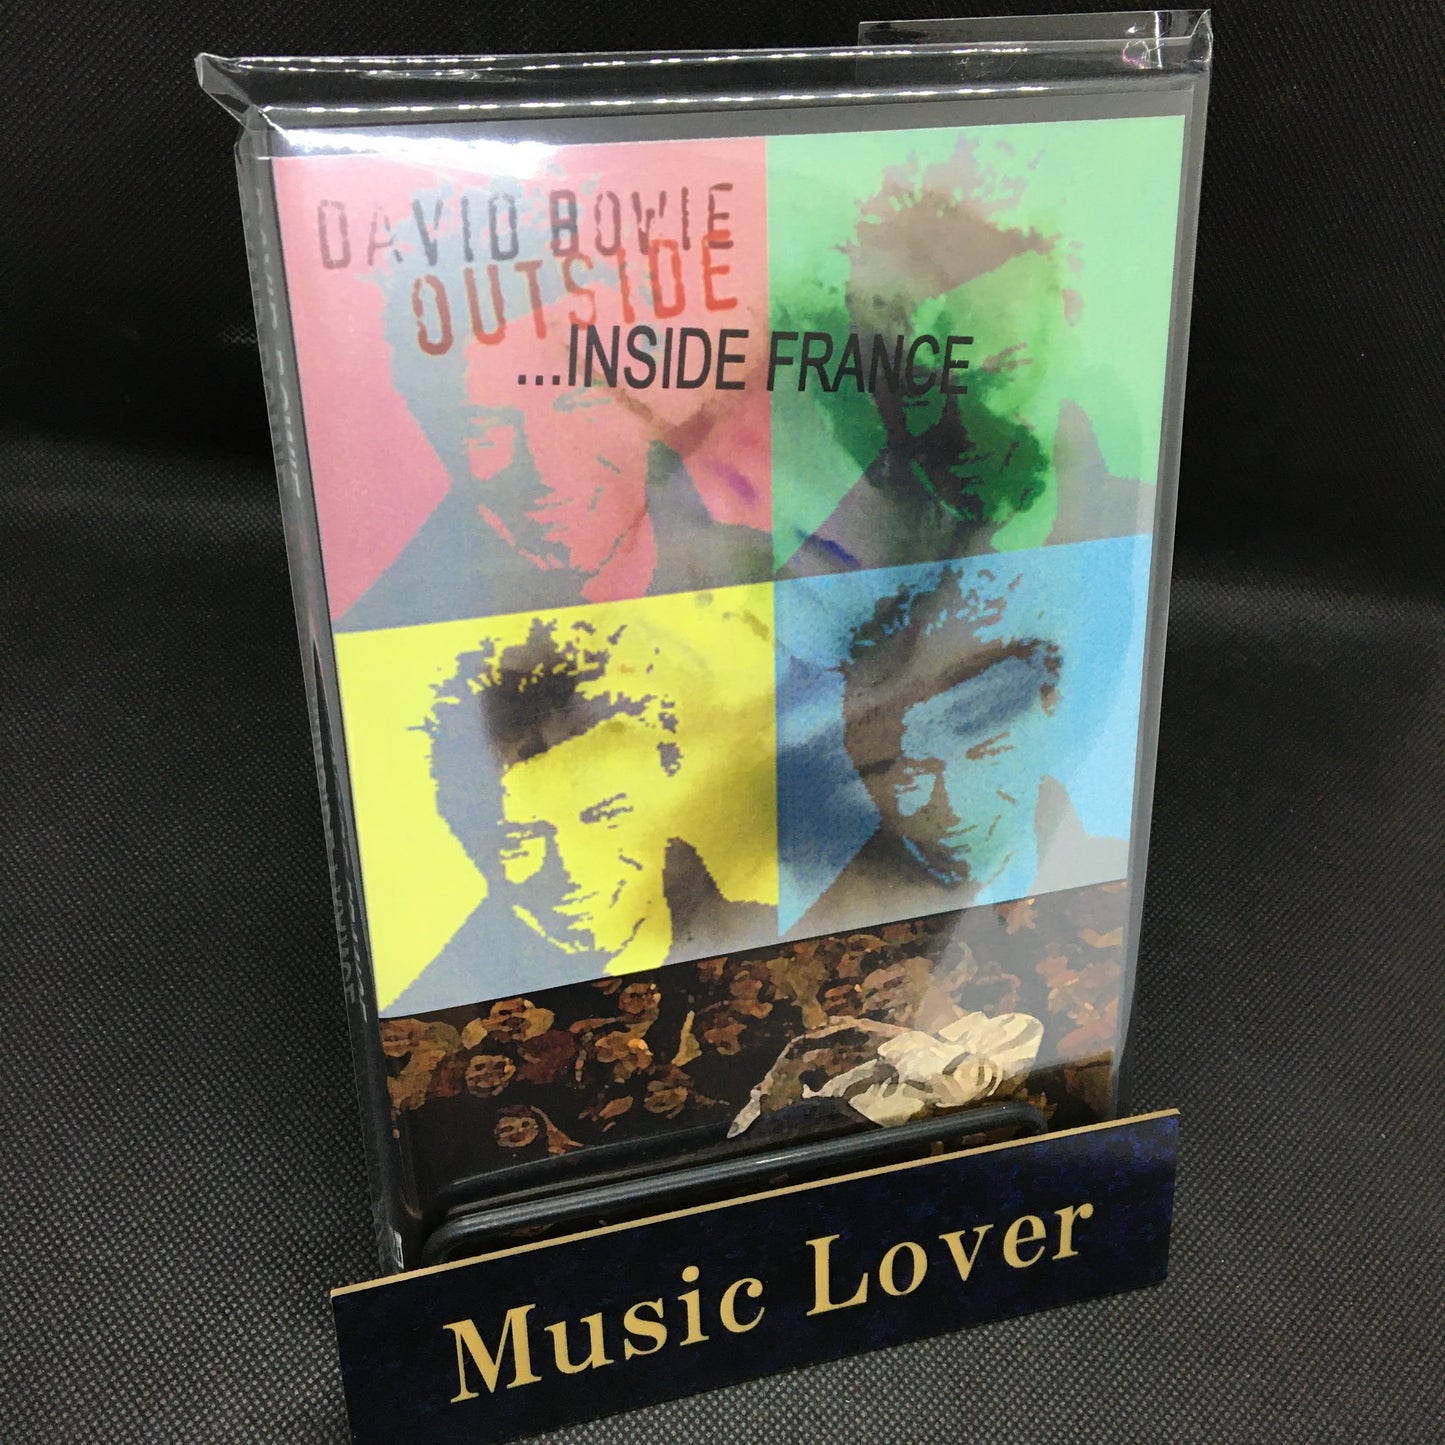 DAVID BOWIE
OUTSIDE
...INSIDE FRANCE
Music Lover